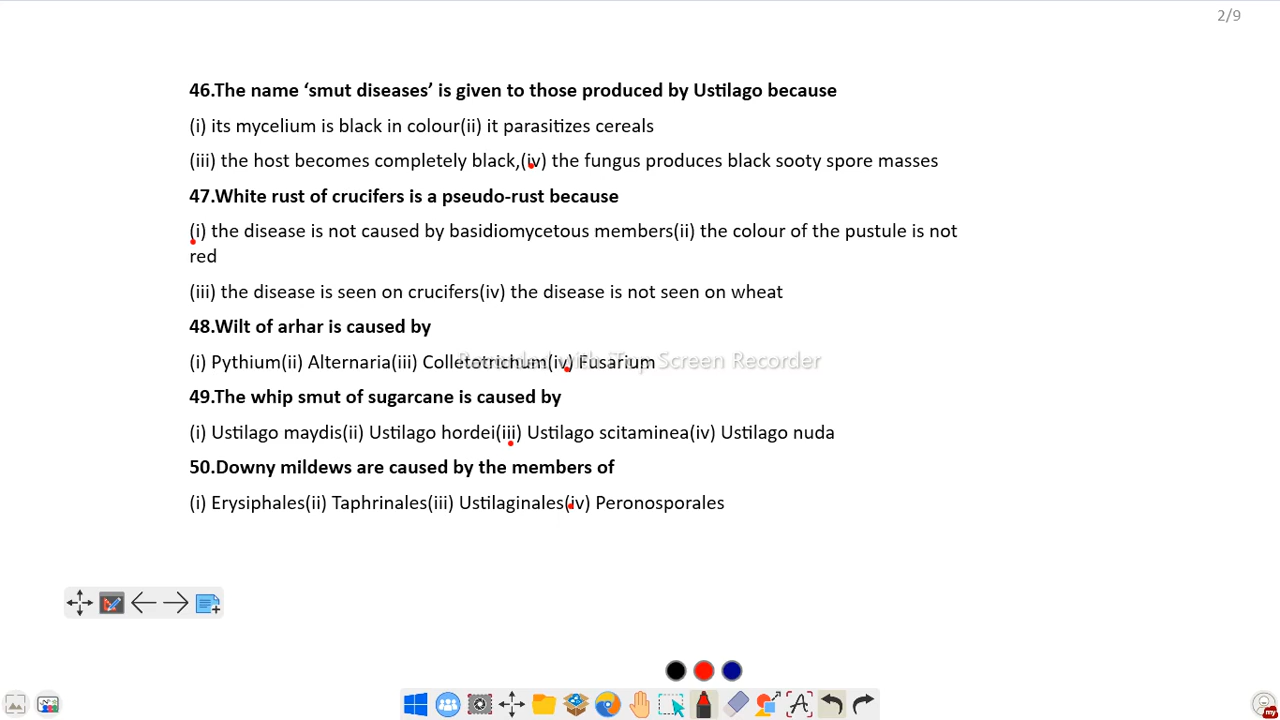 2/9
46.The name ‘smut diseases’ is given to those produced by Ustilago because
(i) its mycelium is black in colour(ii) it parasitizes cereals
(iii) the host becomes completely black,(iv) the fungus produces black sooty spore masses
47.White rust of crucifers is a pseudo-rust because
(i) the disease is not caused by basidiomycetous members(ii) the colour of the pustule is not
red
(iii) the disease is seen on crucifers(iv) the disease is not seen on wheat
48.Wilt of arhar is caused by
(i) Pythium(ii) Alternaria(iii) Colletotrichum(iv) Fusarium
Recorded with iTop Screen Recorder
49.The whip smut of sugarcane is caused by
(i) Ustilago maydis(ii) Ustilago hordei(iii) Ustilago scitaminea(iv) Ustilago nuda
50.Downy mildews are caused by the members of
(i) Erysiphales(ii) Taphrinales(iii) Ustilaginales(iv) Peronosporales
my